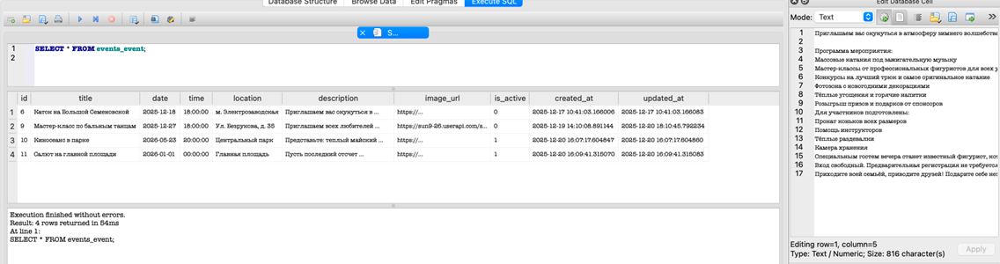 Database Structure Browse Data Edit Pragmas Execute SQL
Edit Database Cell
Mode: Text
S...
1 SELECT * FROM events_event;
2
id title date time location description image_url is_active created_at updated_at
1 6 Каток на Большой Семеновской 2025-12-18 18:00:00 м. Электрозаводская Приглашаем вас окунуться в ... https://... 0 2025-12-17 10:41:03.166006 2025-12-17 10:41:03.166083
2 9 Мастер-класс по бальным танцам 2025-12-27 18:00:00 Ул. Безрукова, д. 35 Приглашаем всех любителей ... https://sun9-26.userapi.com/s... 0 2025-12-19 14:10:08.891144 2025-12-20 18:10:45.792234
3 10 Киносеанс в парке 2026-05-23 20:00:00 Центральный парк Представьте: теплый майский ... https://... 1 2025-12-20 16:07:17.604847 2025-12-20 16:07:17.604860
4 11 Салют на главной площади 2026-01-01 00:00:00 Главная площадь Пусть последний отсчет ... https://... 1 2025-12-20 16:09:41.315070 2025-12-20 16:09:41.315083
Execution finished without errors.
Result: 4 rows returned in 54ms
At line 1:
SELECT * FROM events_event;
1 Приглашаем вас окунуться в атмосферу зимнего волшебства
2
3 Программа мероприятия:
4 Массовые катания под зажигательную музыку
5 Мастер-классы от профессиональных фигуристов для всех у
6 Конкурсы на лучший трюк и самое оригинальное катание
7 Фотозона с новогодними декорациями
8 Тёплые угощения и горячие напитки
9 Розыгрыш призов и подарков от спонсоров
10 Для участников подготовлены:
11 Прокат коньков всех размеров
12 Помощь инструкторов
13 Тёплые раздевалки
14 Камера хранения
15 Специальным гостем вечера станет известный фигурист, ко
16 Вход свободный. Предварительная регистрация не требуется
17 Приходите всей семьёй, приводите друзей! Подарите себе не
Editing row=1, column=5
Type: Text / Numeric; Size: 816 character(s)
Apply